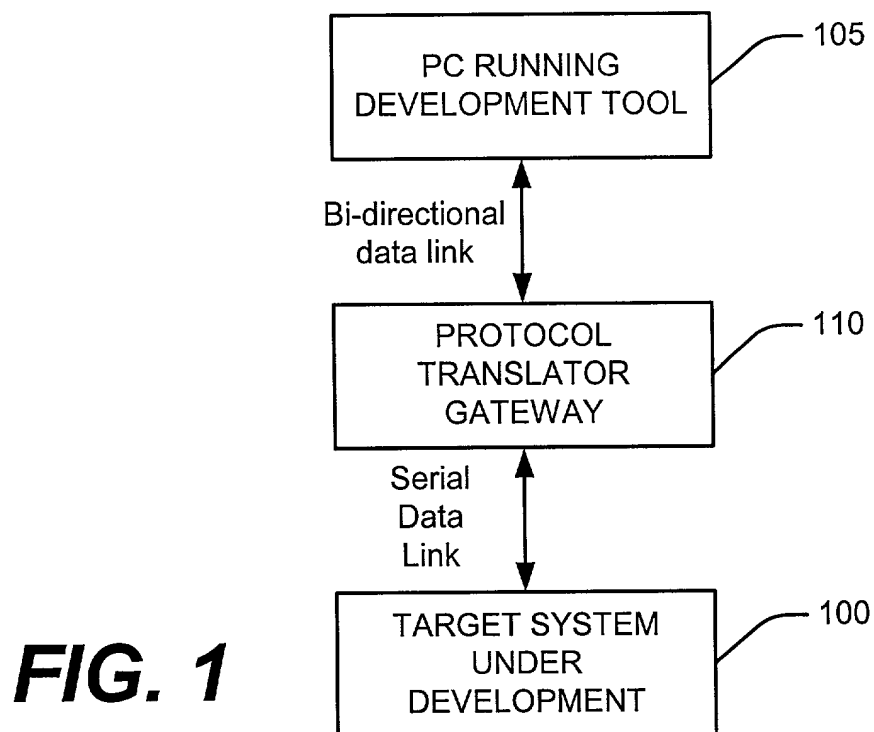 105
PC RUNNING
DEVELOPMENT TOOL
Bi-directional
data link
110
PROTOCOL
TRANSLATOR
GATEWAY
Serial
Data
Link
100
TARGET SYSTEM
UNDER
DEVELOPMENT
FIG. 1